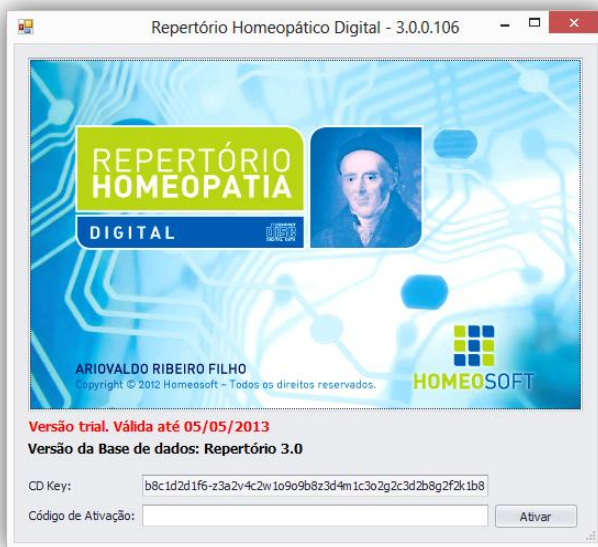 Repertório Homeopático Digital - 3.0.0.106
REPERTÓRIO
HOMEOPATIA
DIGITAL
COMPACT
disc
ARIOVALDO RIBEIRO FILHO
Copyright © 2012 Homeosoft - Todos os direitos reservados.
HOMEOSOFT
Versão trial. Válida até 05/05/2013
Versão da Base de dados: Repertório 3.0
CD Key: b8c1d2d1f6-z3a2v4c2w1o9o9b8z3d4m1c3o2g2c3d2b8g2f2k1b8
Código de Ativação:
Ativar